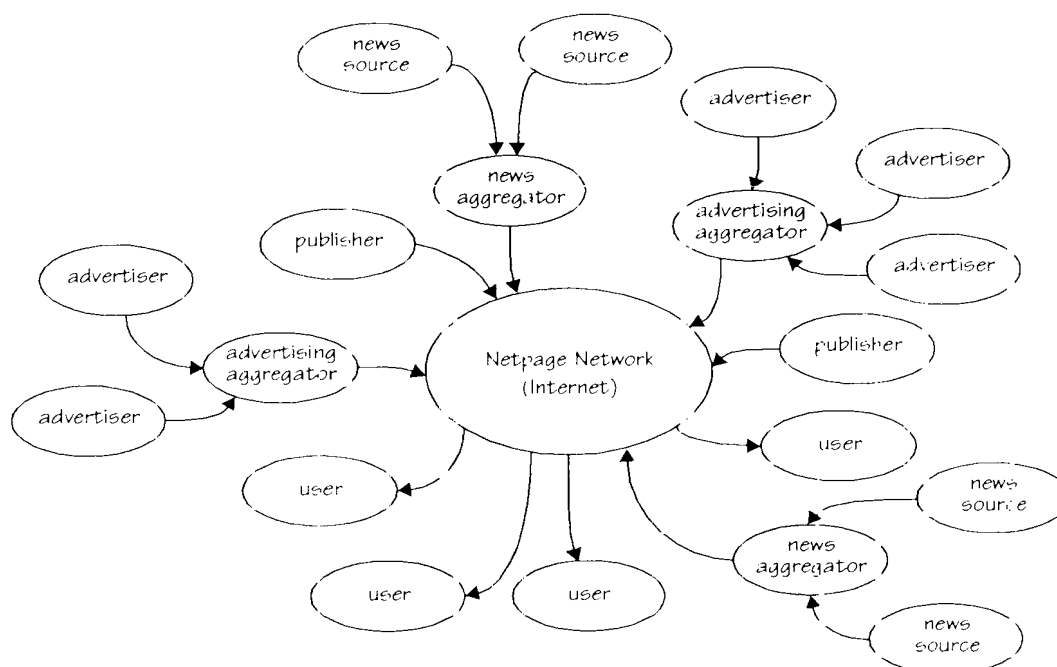 news
source
news
source
advertiser
advertiser
news
aggregator
advertising
aggregator
publisher
advertiser
advertiser
advertising
aggregator
Netpage Network
(Internet)
publisher
advertiser
user
user
news
source
news
aggregator
user
user
news
source